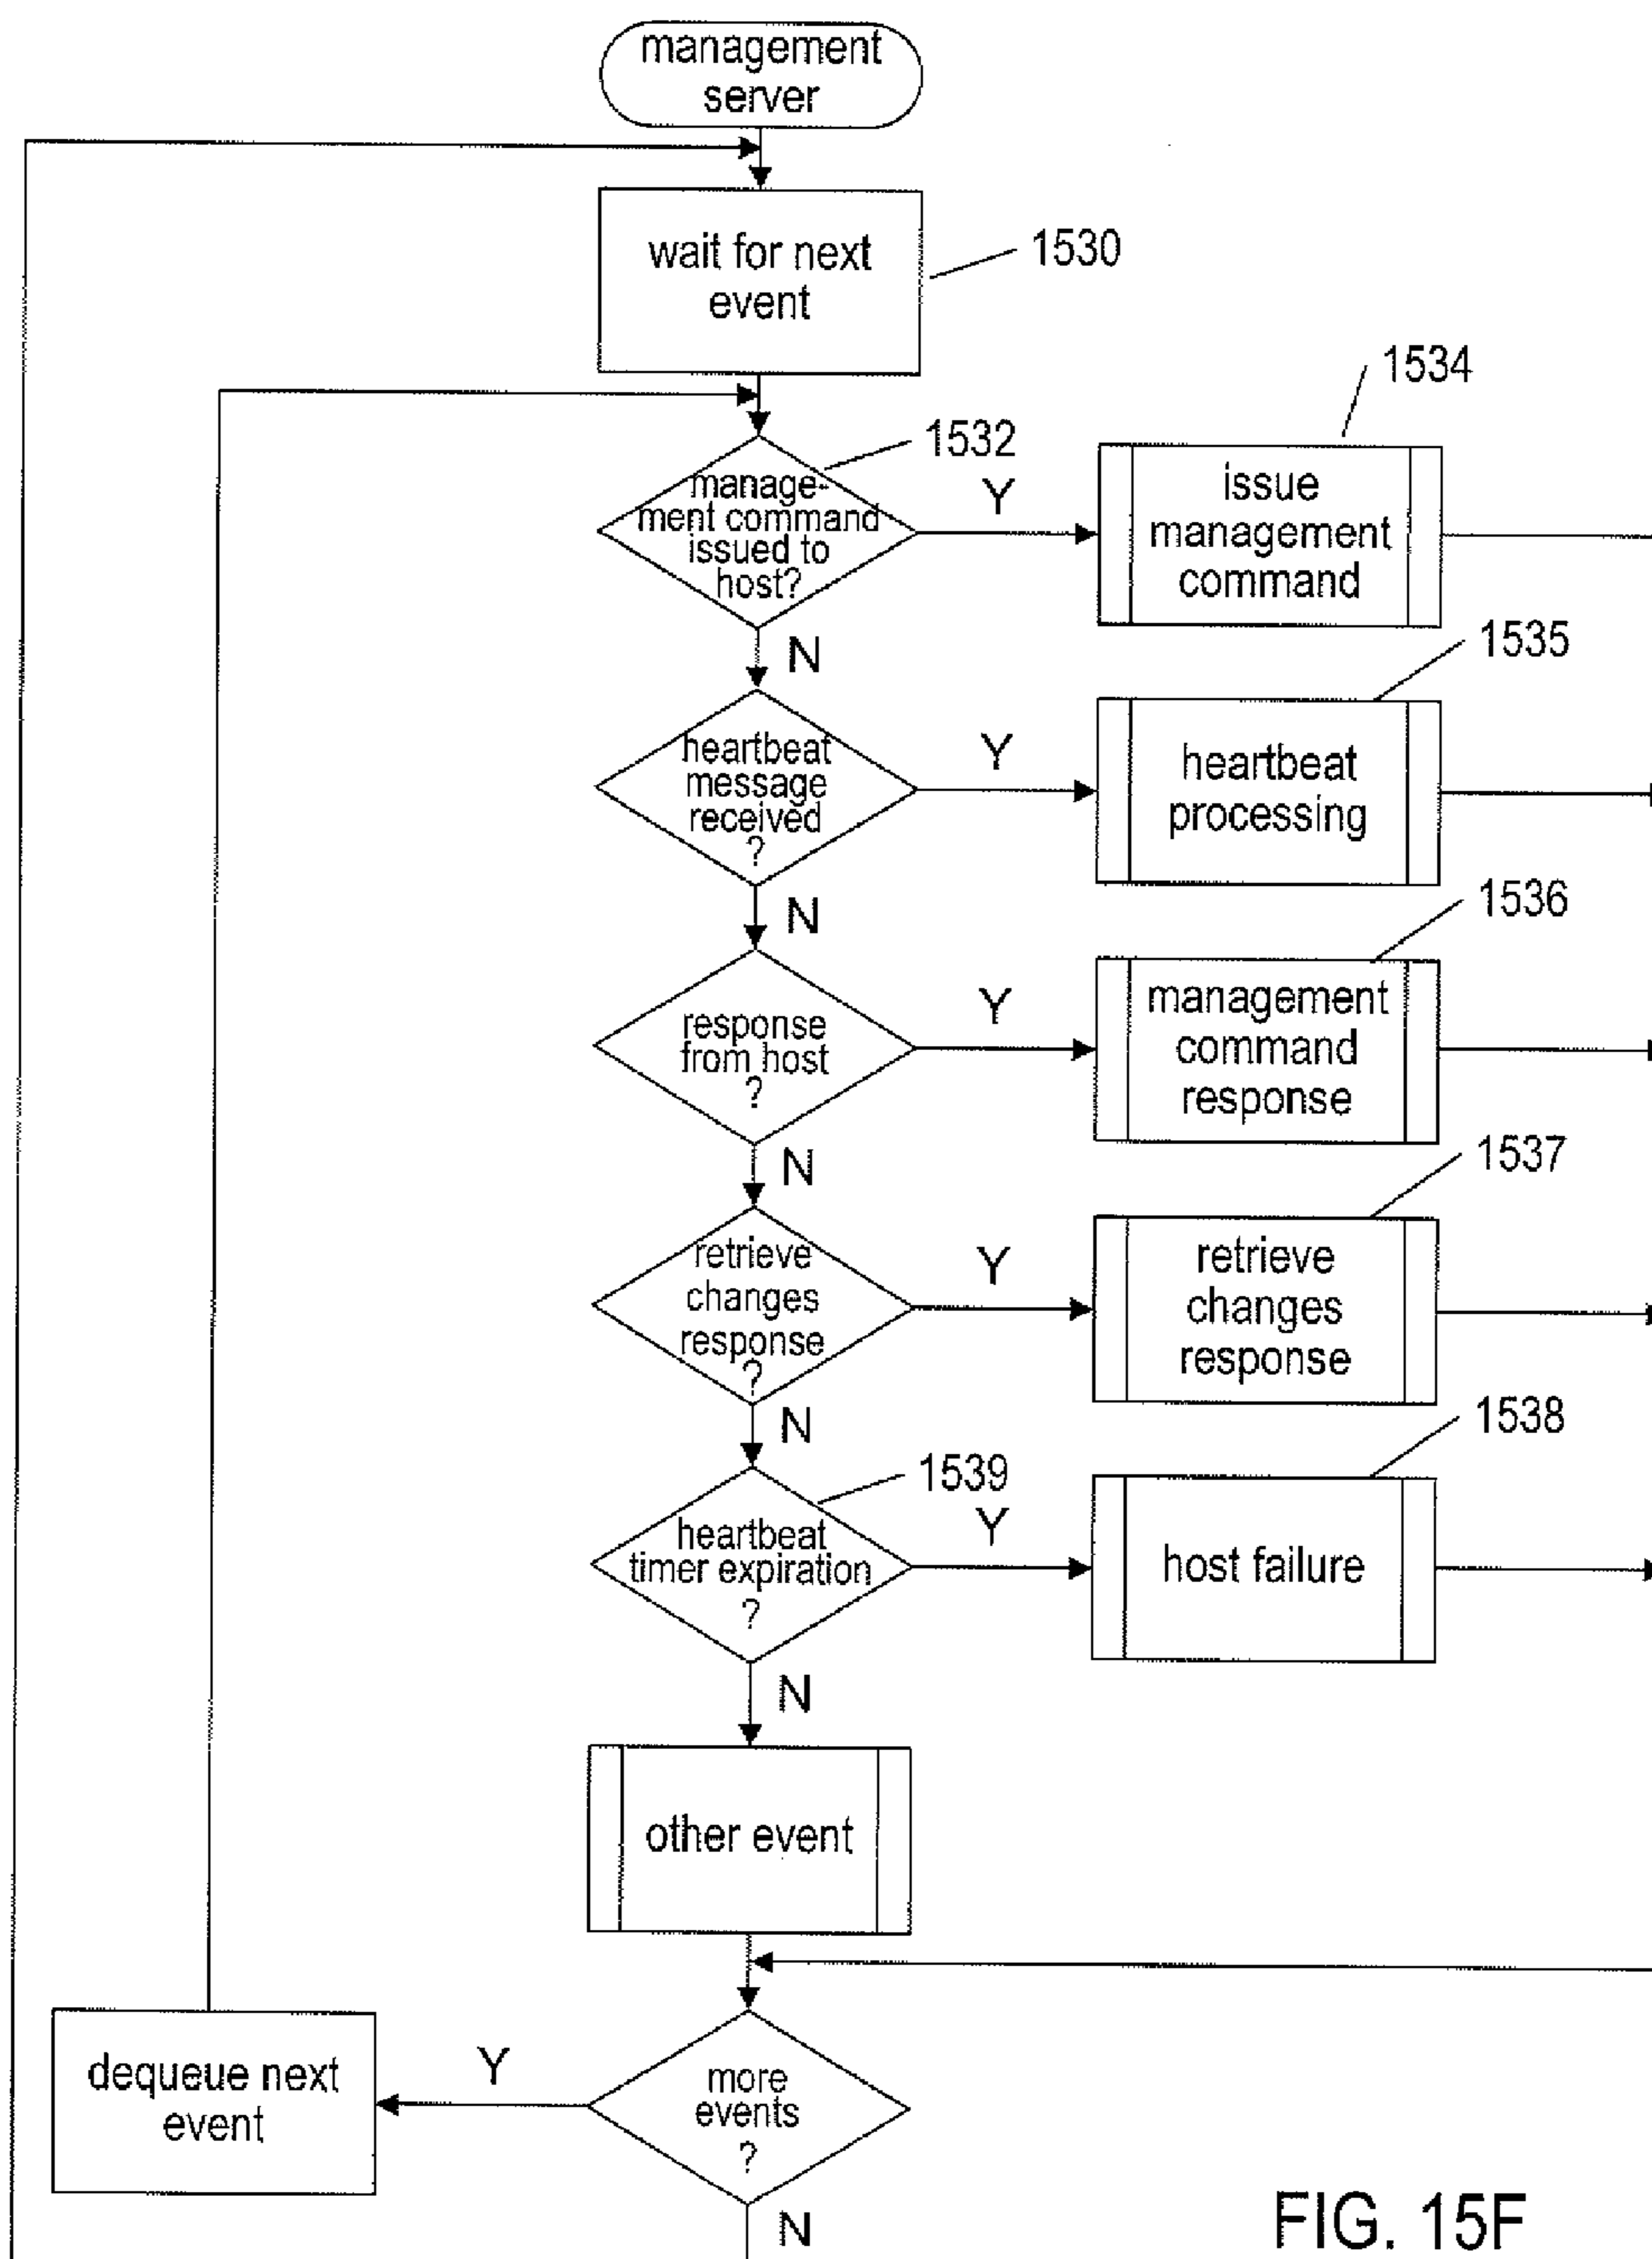 management
server
wait for next
event
1530
1534
1532
manage-
ment command
issued to
host?
Y
issue
management
command
N
1535
heartbeat
message
received
?
Y
heartbeat
processing
N
1536
response
from host
?
Y
management
command
response
N
1537
retrieve
changes
response
?
Y
retrieve
changes
response
N
1538
1539
heartbeat
timer expiration
?
Y
host failure
N
other event
dequeue next
event
Y
more
events
?
N
FIG. 15F